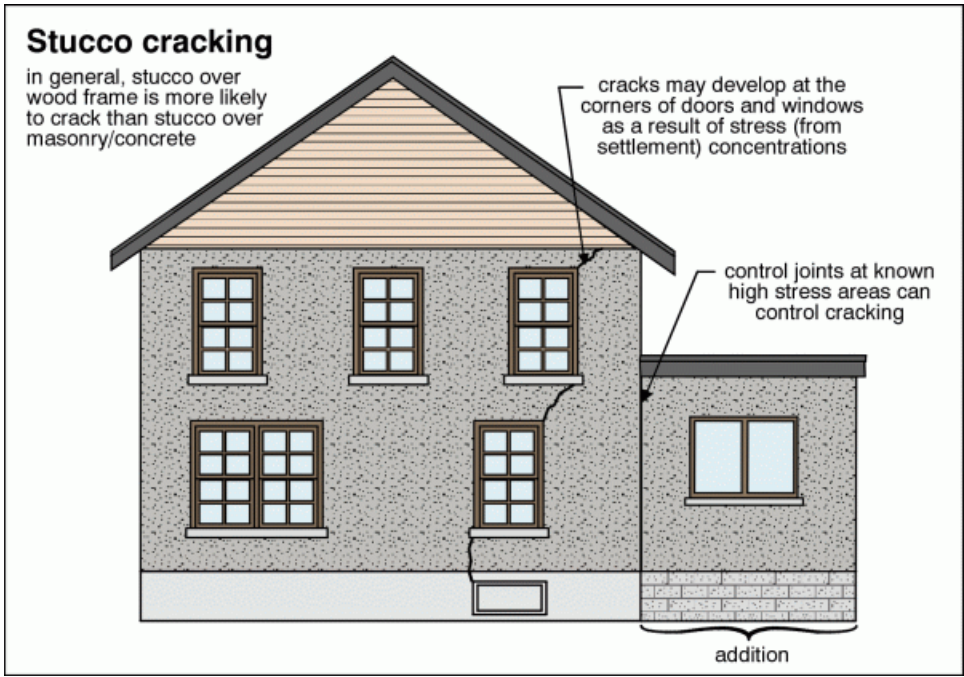 Stucco cracking
in general, stucco over
wood frame is more likely
to crack than stucco over
masonry/concrete
cracks may develop at the
corners of doors and windows
as a result of stress (from
settlement) concentrations
control joints at known
high stress areas can
control cracking
addition